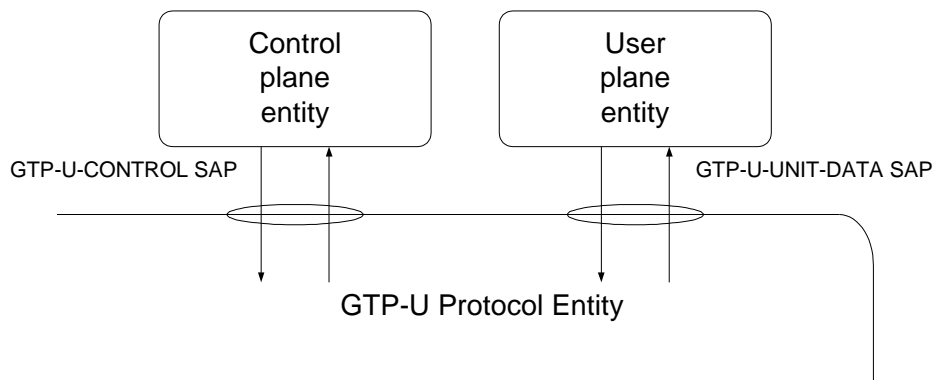 Control
plane
entity
User
plane
entity
GTP-U-CONTROL SAP
GTP-U-UNIT-DATA SAP
GTP-U Protocol Entity